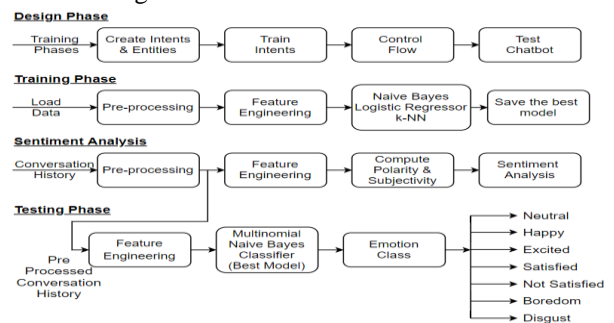 Design Phase
Training
Phases
Create Intents
& Entities
Train
Intents
Control
Flow
Test
Chatbot
Training Phase
Load
Data
Pre-processing
Feature
Engineering
Naive Bayes
Logistic Regressor
k-NN
Save the best
model
Sentiment Analysis
Conversation
History
Pre-processing
Feature
Engineering
Compute
Polarity &
Subjectivity
Sentiment
Analysis
Testing Phase
Pre
Processed
Conversation
History
Feature
Engineering
Multinomial
Naive Bayes
Classifier
(Best Model)
Emotion
Class
Neutral
Happy
Excited
Satisfied
Not Satisfied
Boredom
Disgust